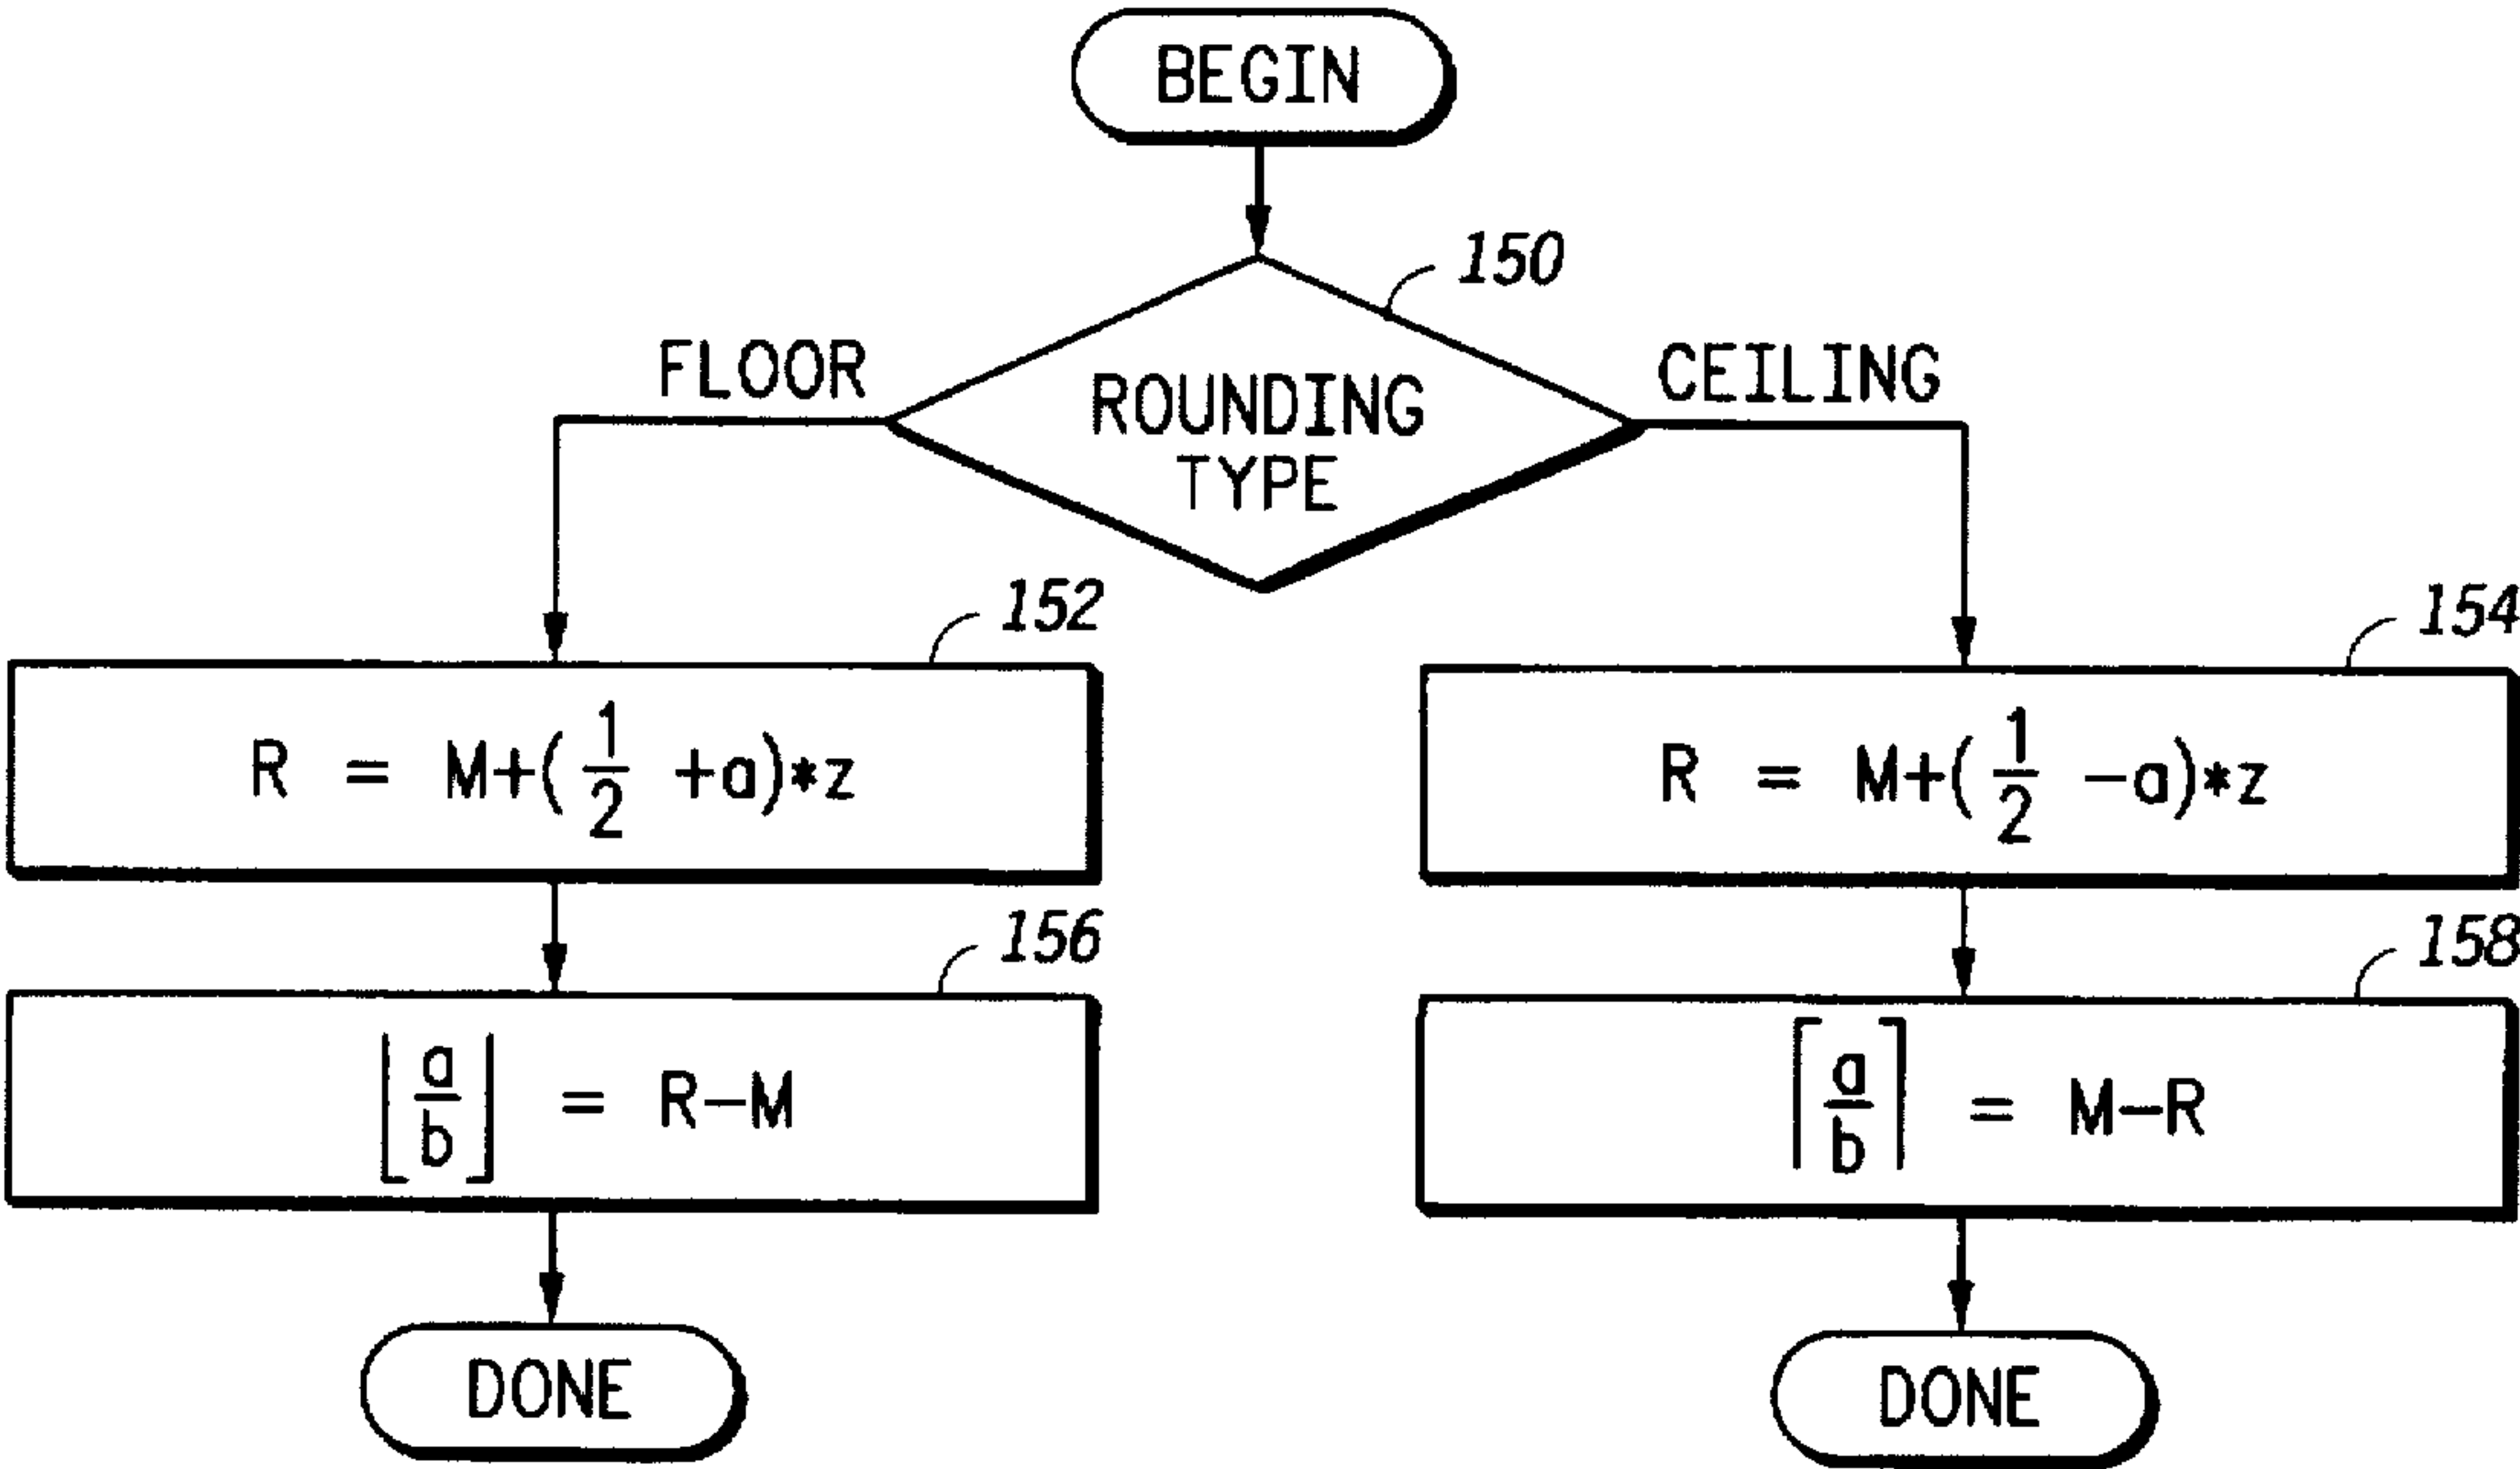 BEGIN
150
FLOOR
CEILING
ROUNDING
TYPE
152
154
R = M+(1/2 +a)*z
R = M+(1/2 -a)*z
156
158
⌊a/b⌋ = R-M
⌈a/b⌉ = M-R
DONE
DONE